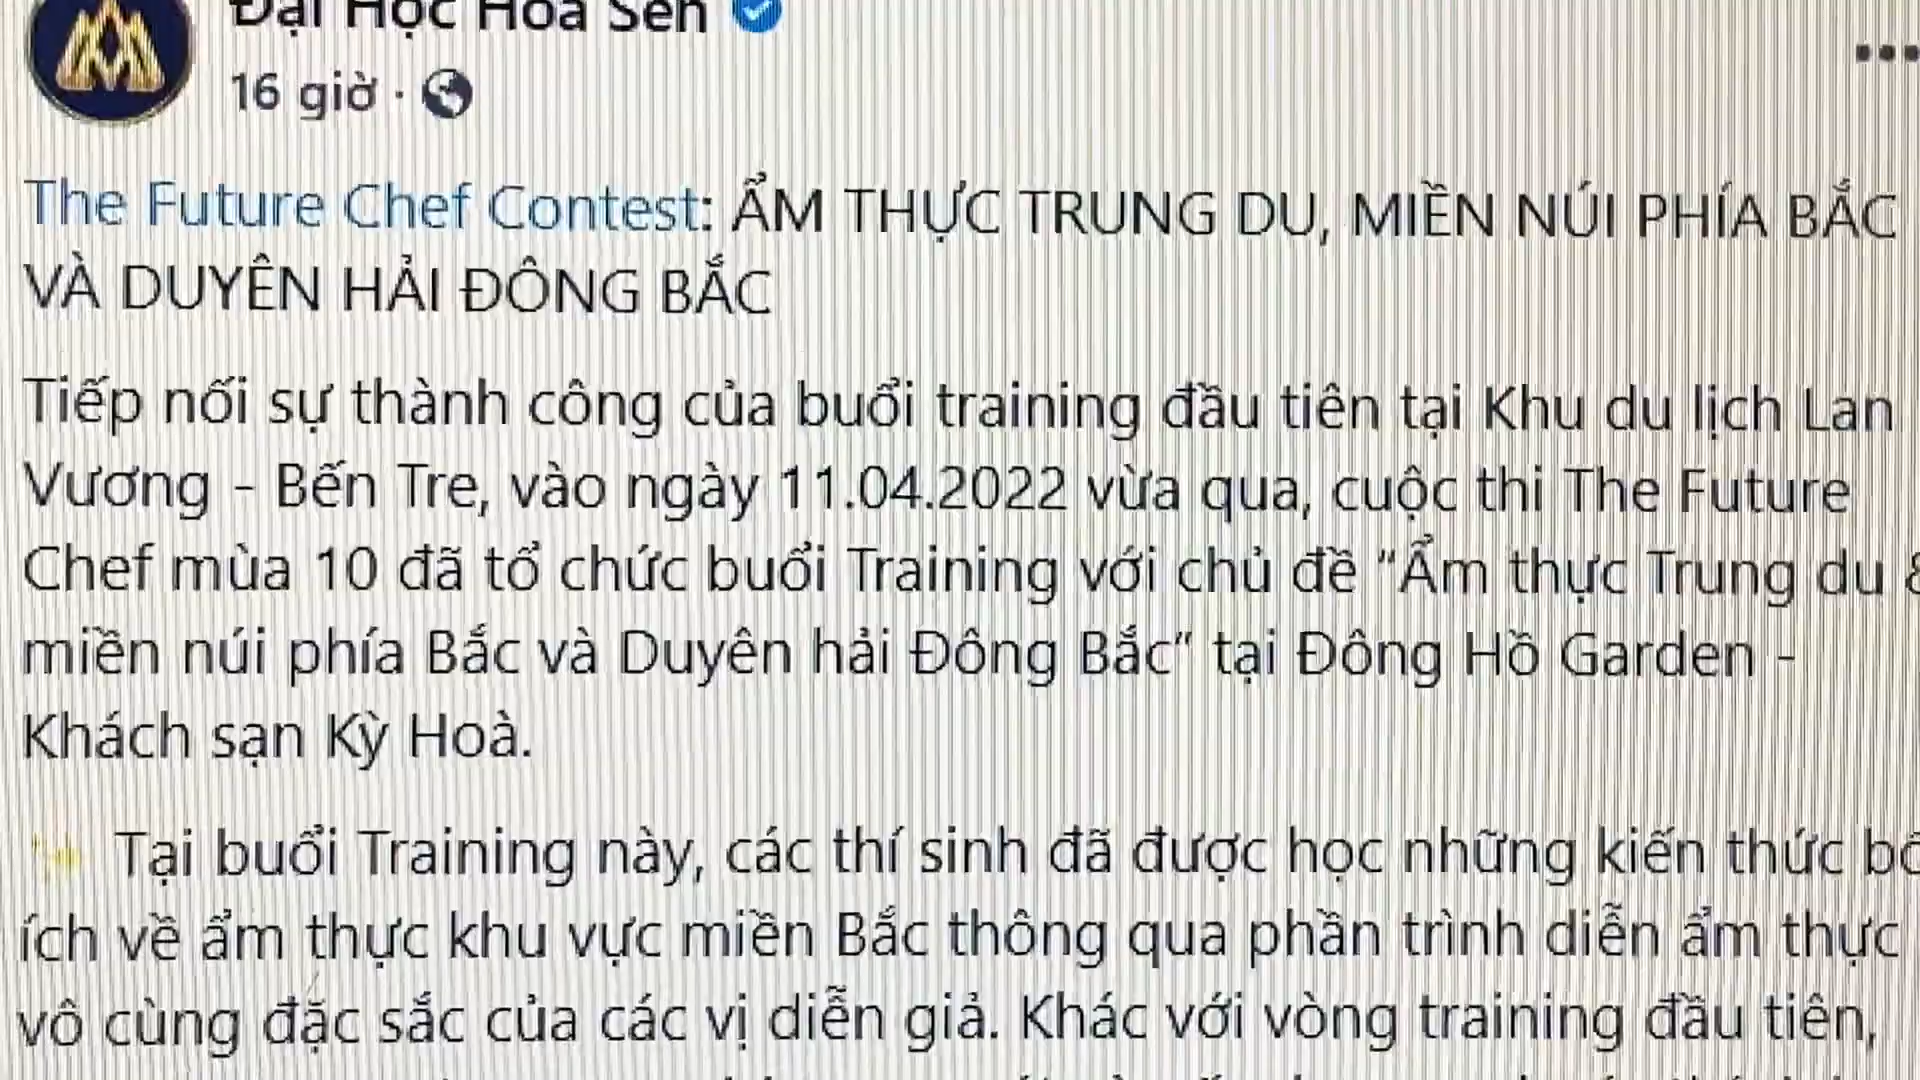 Đại Học Hoa Sen
16 giờ ·
The Future Chef Contest: ẨM THỰC TRUNG DU, MIỀN NÚI PHÍA BẮC
VÀ DUYÊN HẢI ĐÔNG BẮC
Tiếp nối sự thành công của buổi training đầu tiên tại Khu du lịch Lan
Vương - Bến Tre, vào ngày 11.04.2022 vừa qua, cuộc thi The Future
Chef mùa 10 đã tổ chức buổi Training với chủ đề "Ẩm thực Trung du &
miền núi phía Bắc và Duyên hải Đông Bắc" tại Đông Hồ Garden -
Khách sạn Kỳ Hoà.
Tại buổi Training này, các thí sinh đã được học những kiến thức bổ
ích về ẩm thực khu vực miền Bắc thông qua phần trình diễn ẩm thực
vô cùng đặc sắc của các vị diễn giả. Khác với vòng training đầu tiên,